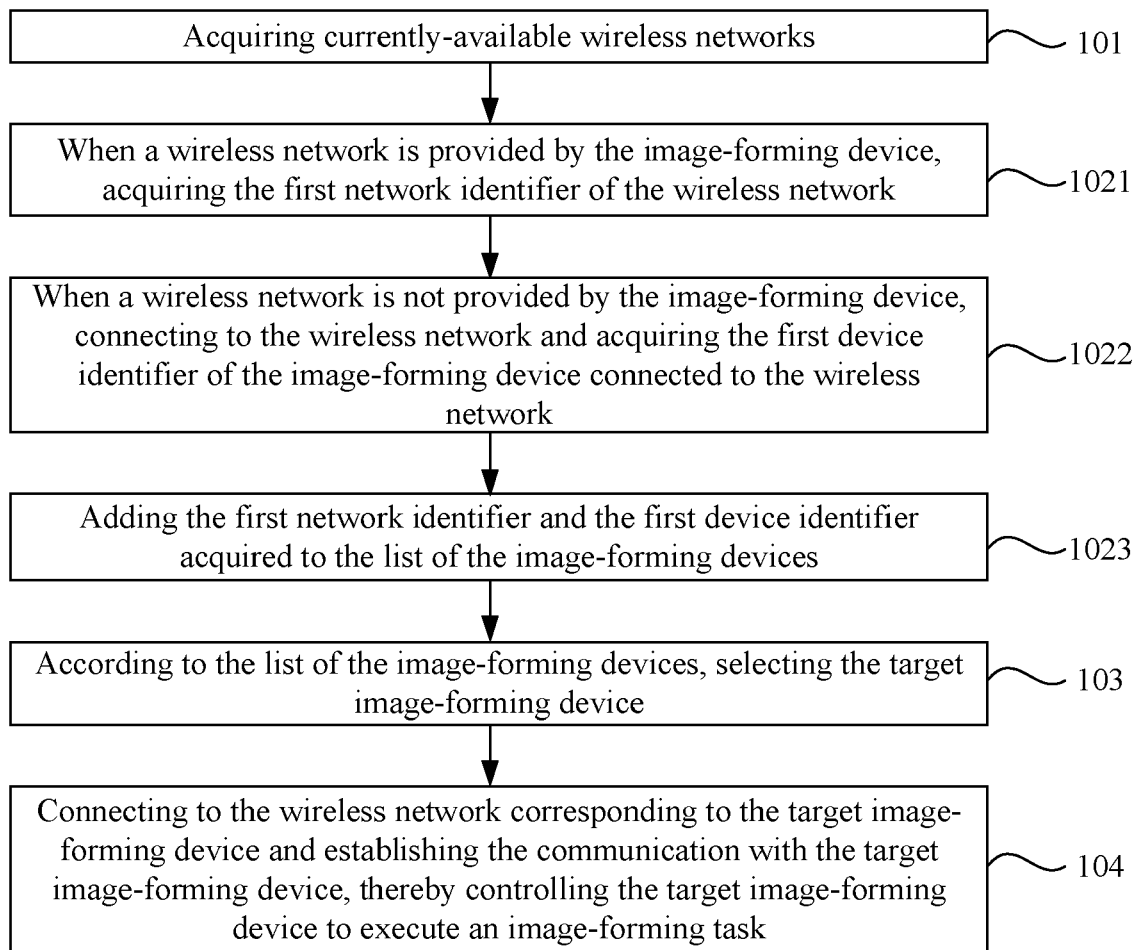 Acquiring currently-available wireless networks
101
When a wireless network is provided by the image-forming device,
acquiring the first network identifier of the wireless network
1021
When a wireless network is not provided by the image-forming device,
connecting to the wireless network and acquiring the first device
identifier of the image-forming device connected to the wireless
network
1022
Adding the first network identifier and the first device identifier
acquired to the list of the image-forming devices
1023
According to the list of the image-forming devices, selecting the target
image-forming device
103
Connecting to the wireless network corresponding to the target image-
forming device and establishing the communication with the target
image-forming device, thereby controlling the target image-forming
device to execute an image-forming task
104